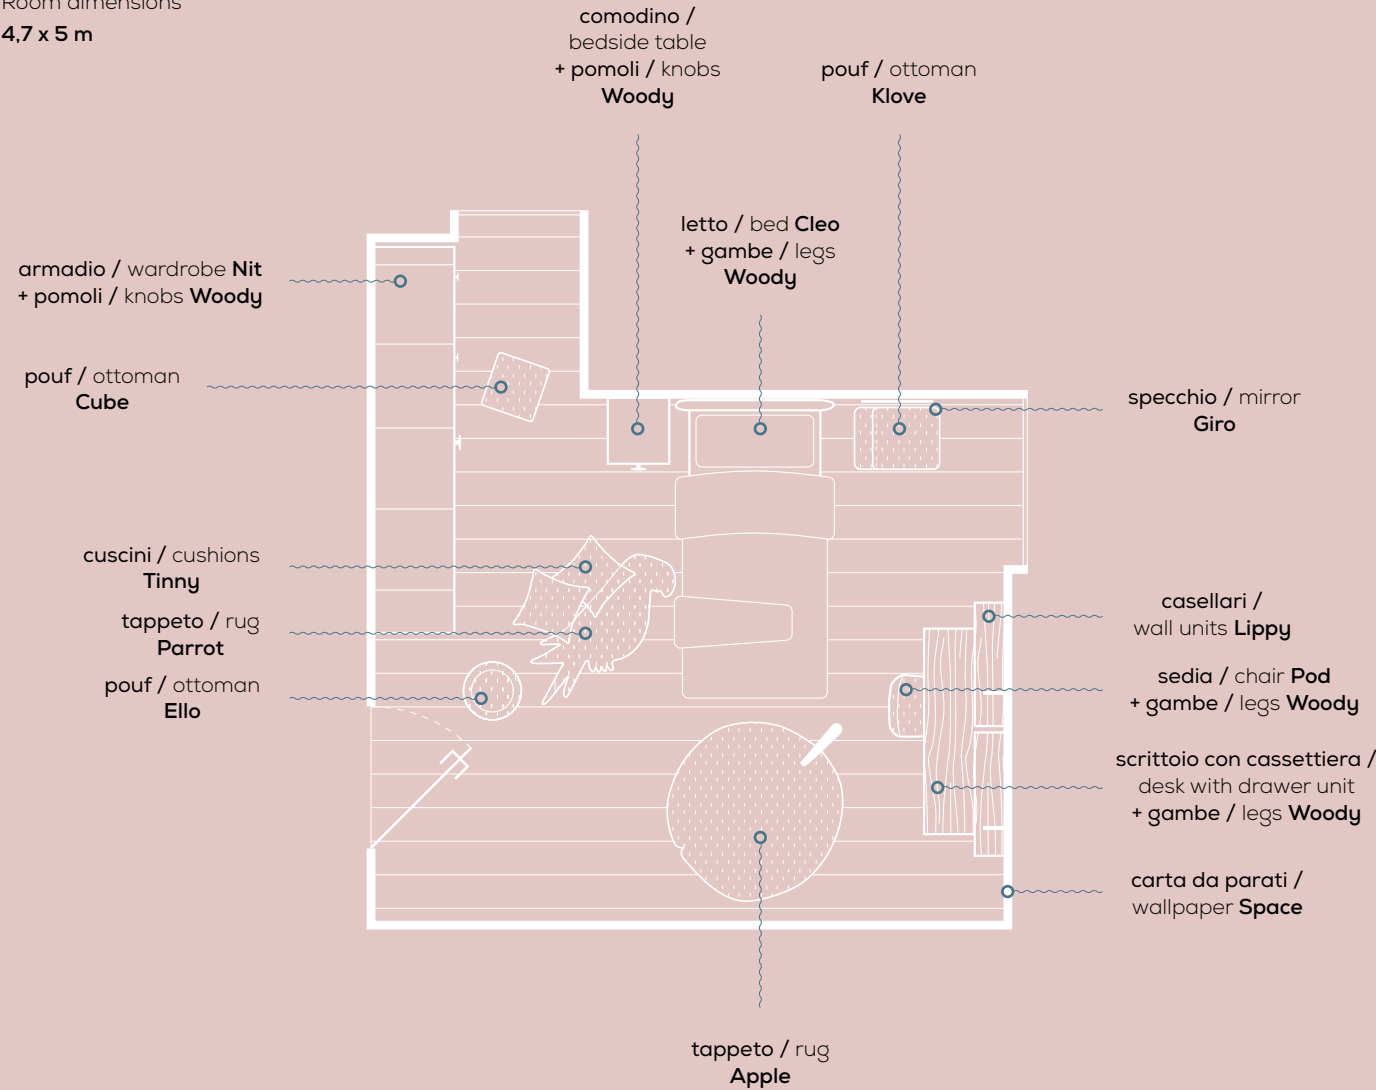 Room dimensions
4,7 x 5 m
comodino /
bedside table
+ pomoli / knobs
Woody
pouf / ottoman
Klove
letto / bed Cleo
+ gambe / legs
Woody
armadio / wardrobe Nit
+ pomoli / knobs Woody
pouf / ottoman
Cube
specchio / mirror
Giro
cuscini / cushions
Tinny
tappeto / rug
Parrot
pouf / ottoman
Ello
casellari /
wall units Lippy
sedia / chair Pod
+ gambe / legs Woody
scrittoio con cassettiera /
desk with drawer unit
+ gambe / legs Woody
carta da parati /
wallpaper Space
tappeto / rug
Apple